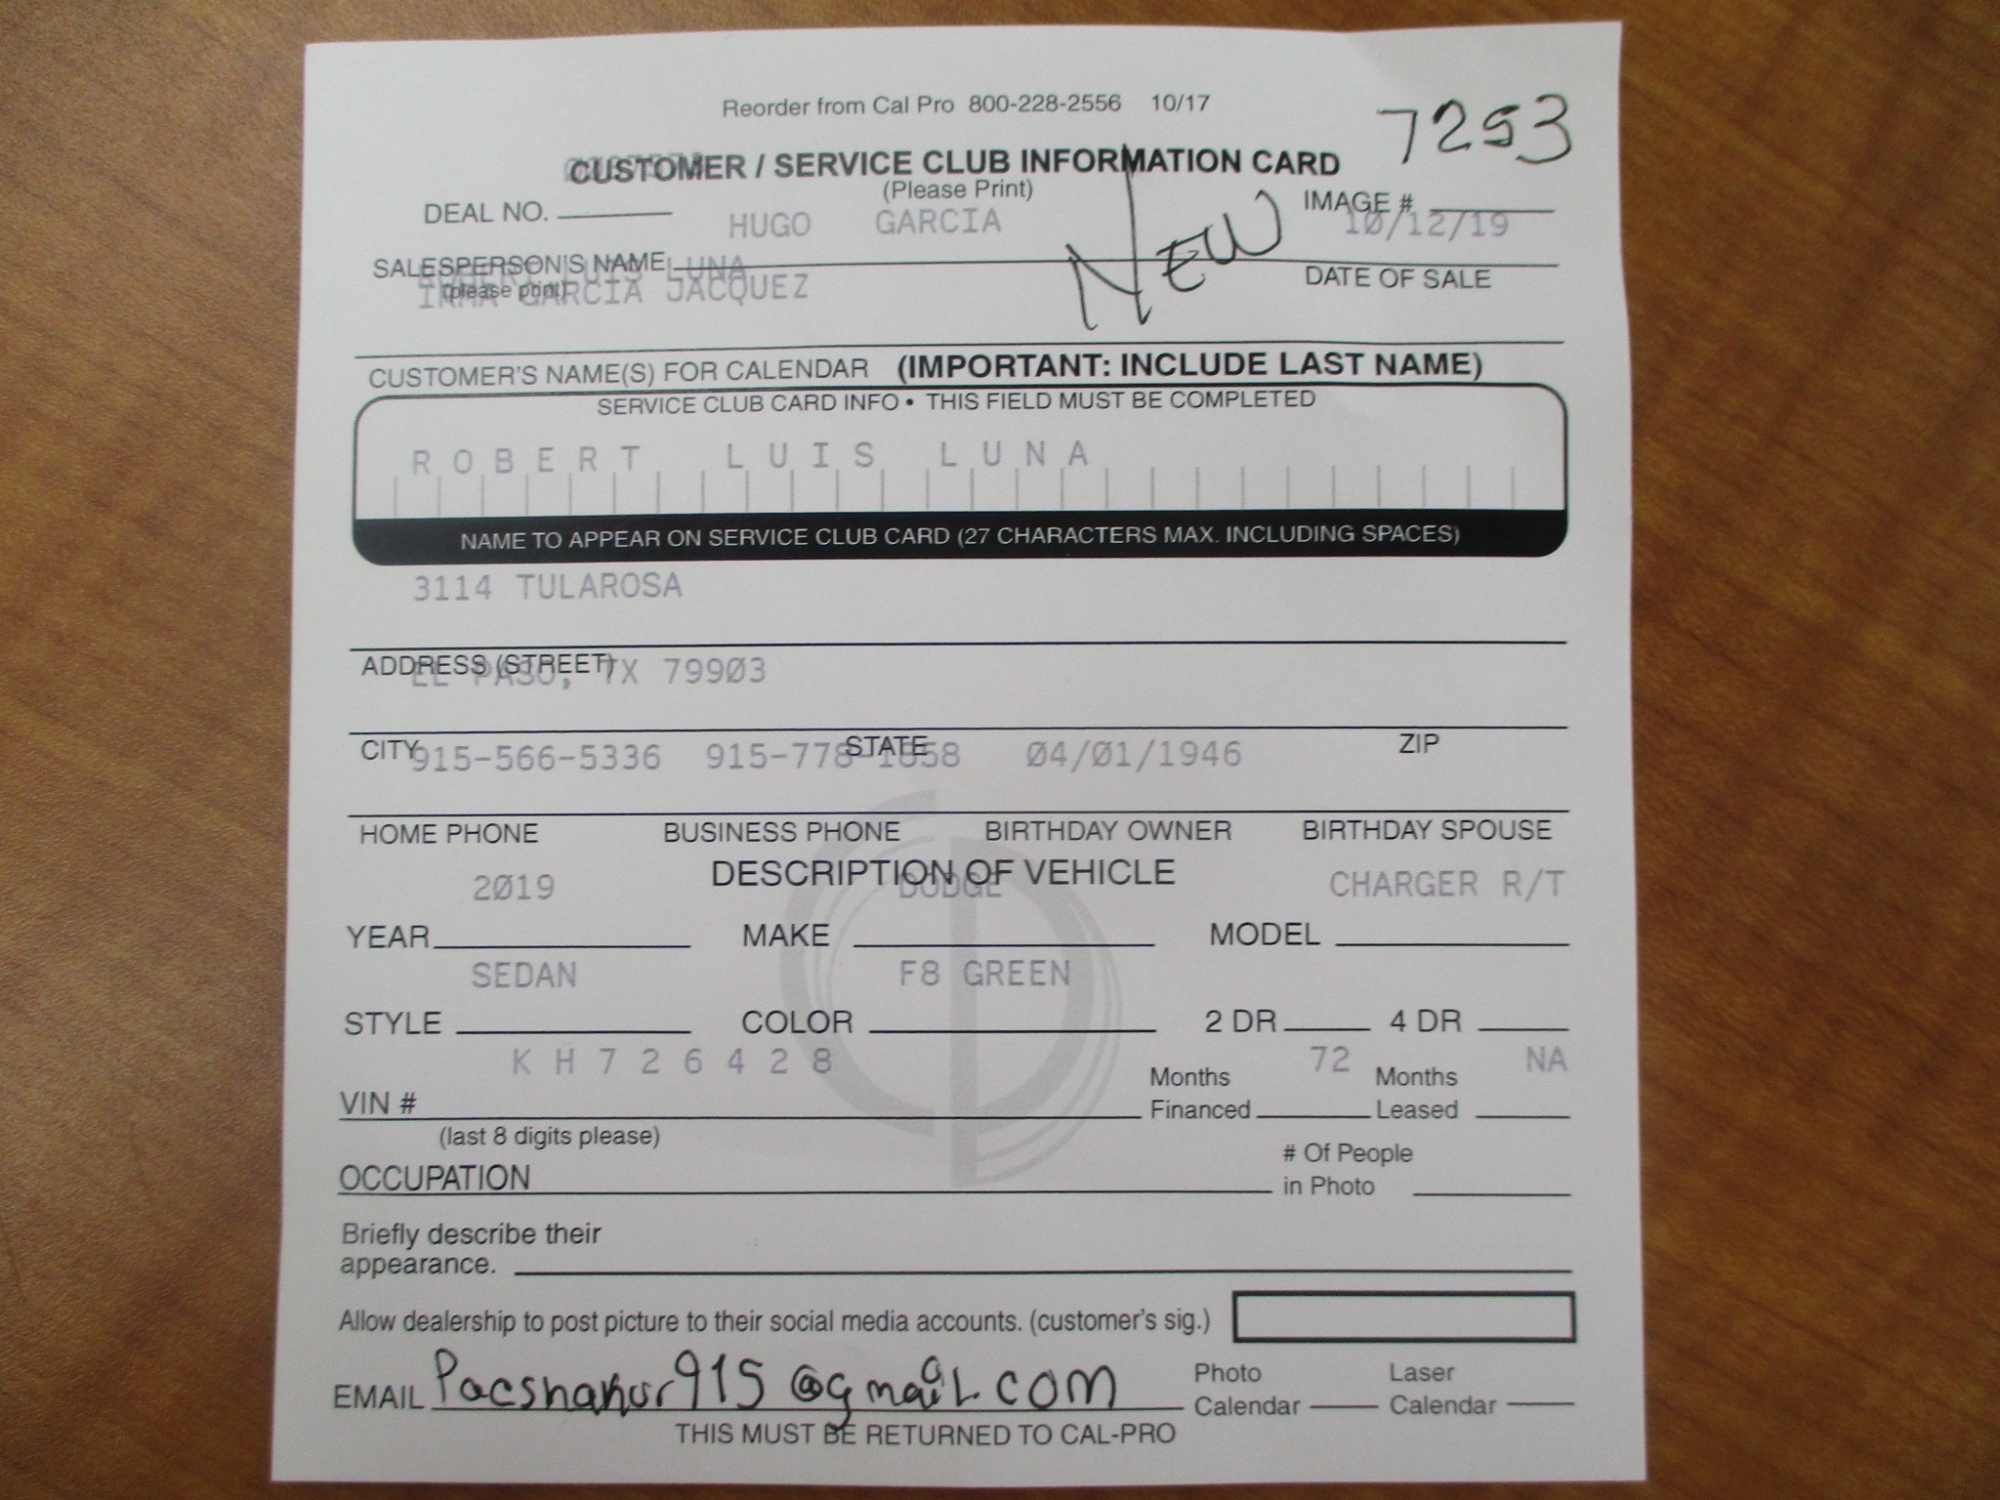 Reorder from Cal Pro 800-228-2556 10/17
7253
CUSTOMER / SERVICE CLUB INFORMATION CARD
(Please Print)
DEAL NO.
HUGO GARCIA
NEW
IMAGE #
10/12/19
SALESPERSON'S NAME
LUIS LUNA
(please print)
IRMA GARCIA JACQUEZ
DATE OF SALE
CUSTOMER'S NAME(S) FOR CALENDAR (IMPORTANT: INCLUDE LAST NAME)
SERVICE CLUB CARD INFO • THIS FIELD MUST BE COMPLETED
ROBERT LUIS LUNA
NAME TO APPEAR ON SERVICE CLUB CARD (27 CHARACTERS MAX. INCLUDING SPACES)
3114 TULAROSA
ADDRESS (STREET)
EL PASO, TX 79903
CITY STATE ZIP
915-566-5336 915-778-1058 04/01/1946
HOME PHONE BUSINESS PHONE BIRTHDAY OWNER BIRTHDAY SPOUSE
DESCRIPTION OF VEHICLE
2019 DODGE CHARGER R/T
YEAR MAKE MODEL
SEDAN F8 GREEN
STYLE COLOR 2 DR 4 DR
KH726428 72 NA
VIN # Months Financed Months Leased
(last 8 digits please)
OCCUPATION # Of People in Photo
Briefly describe their
appearance.
Allow dealership to post picture to their social media accounts. (customer's sig.)
EMAIL Pacshakur915@gmail.com Photo Calendar Laser Calendar
THIS MUST BE RETURNED TO CAL-PRO